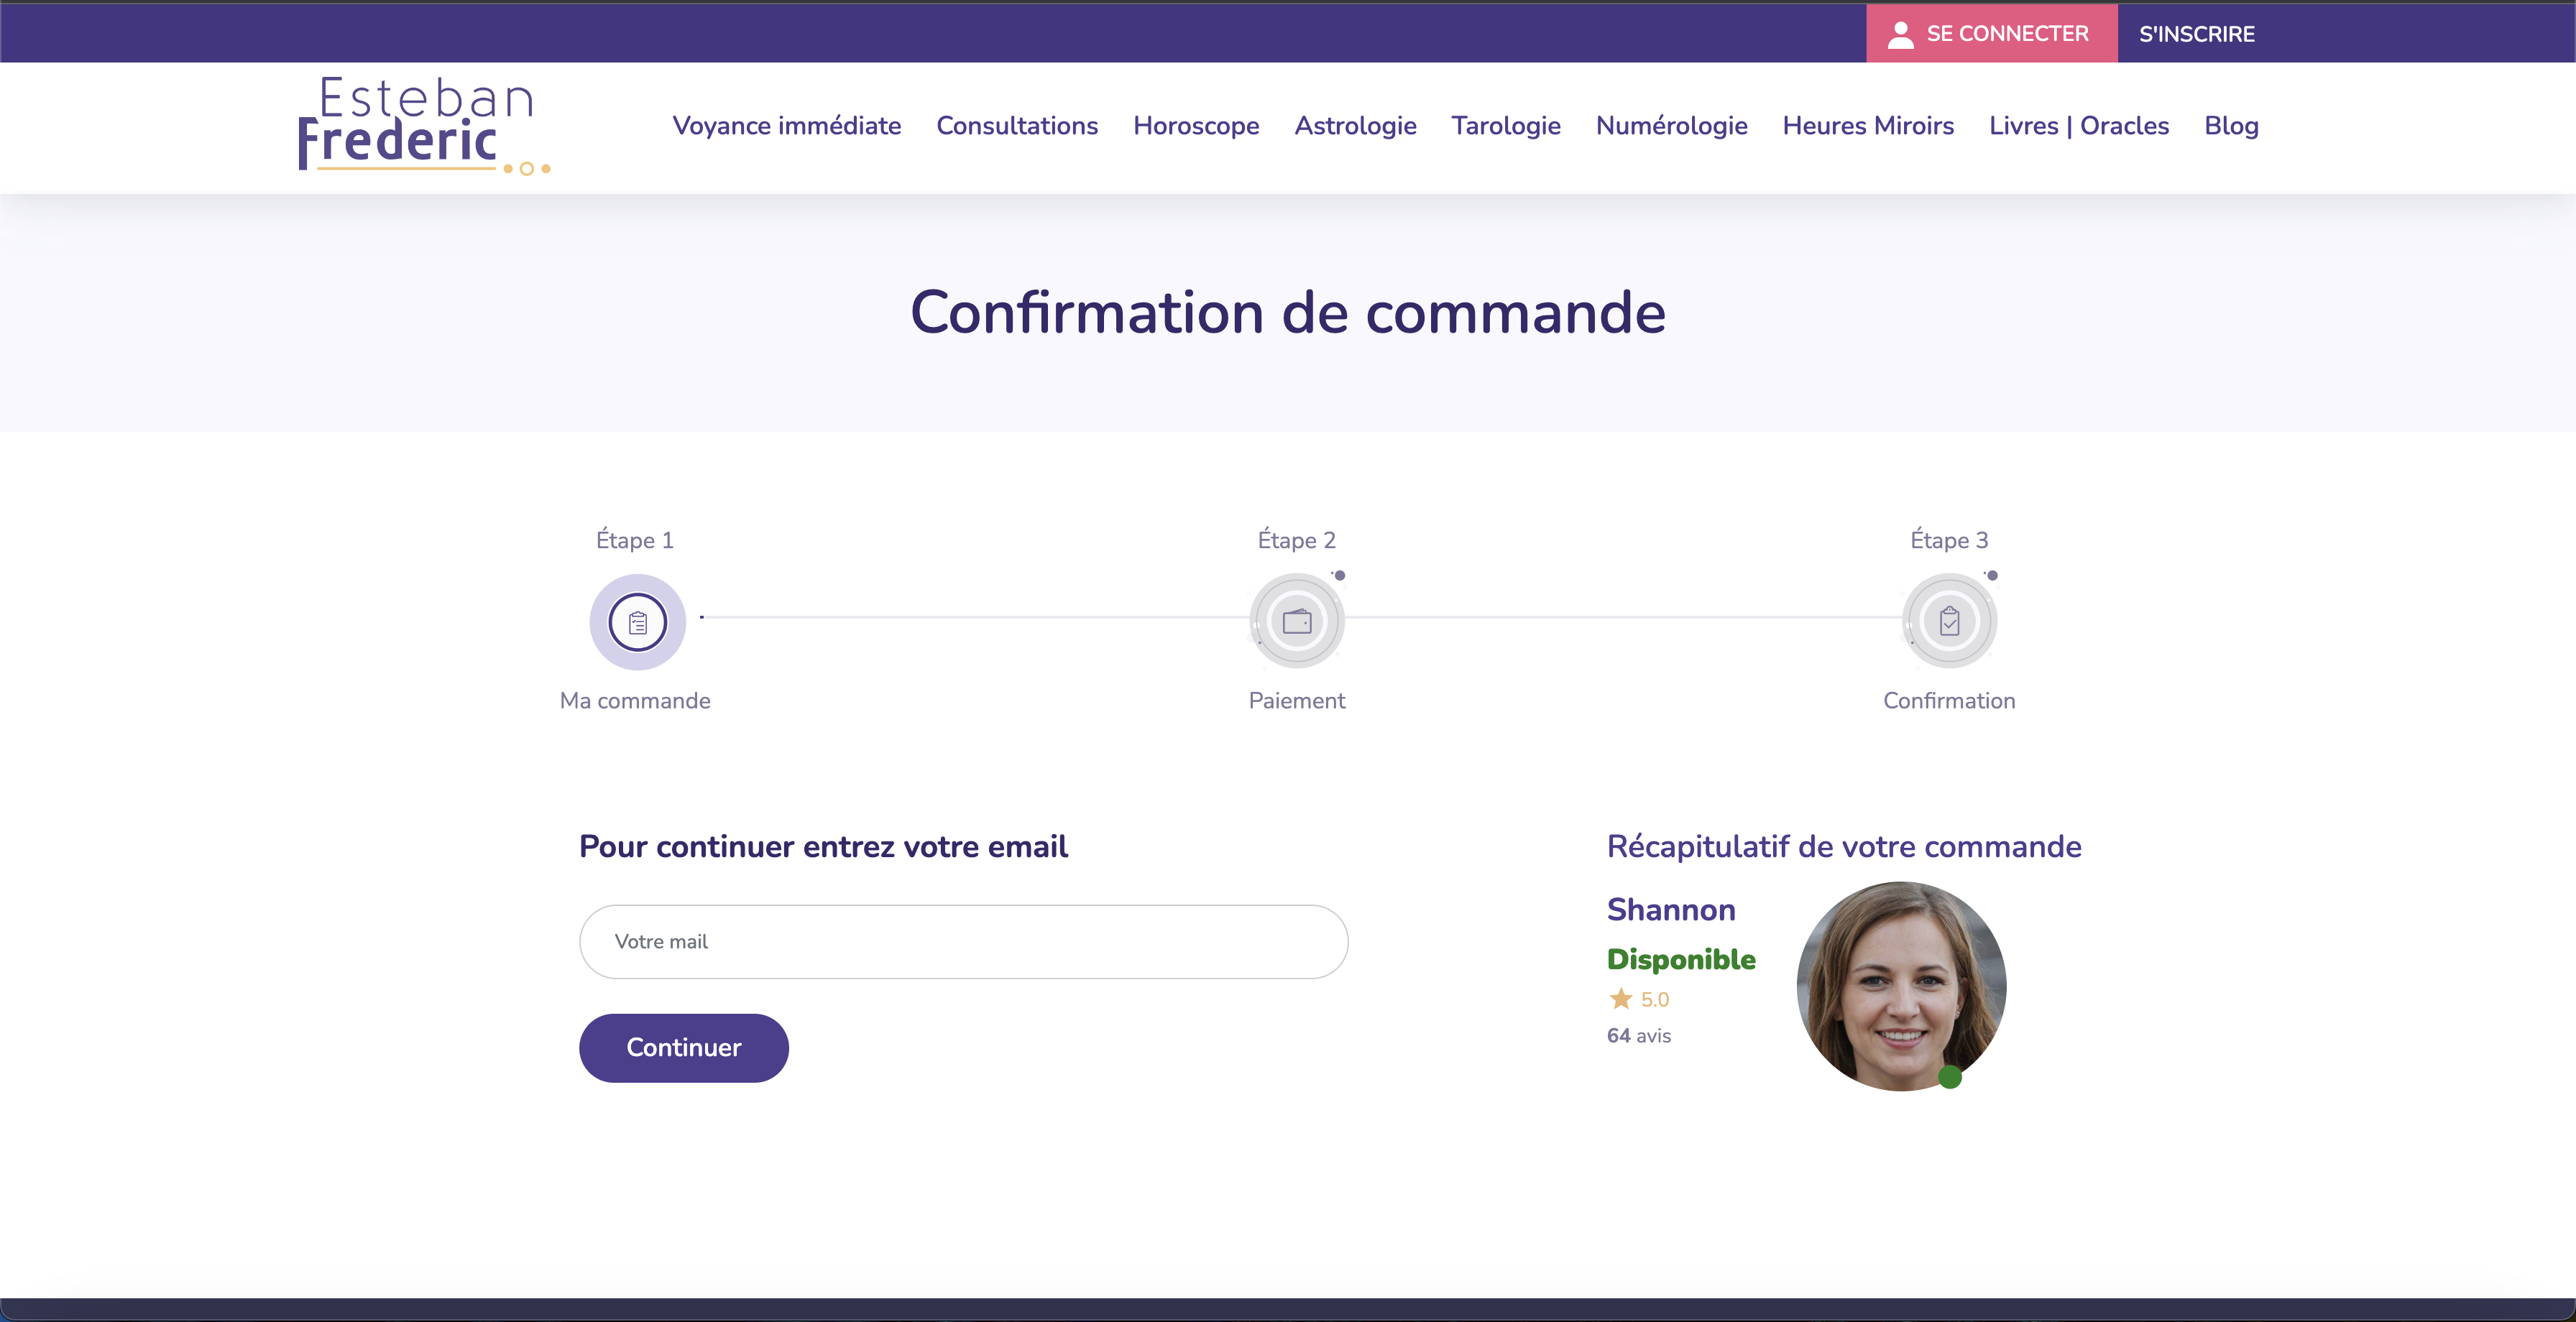 SE CONNECTER
S'INSCRIRE
Esteban
Frederic
Voyance immédiate
Consultations
Horoscope
Astrologie
Tarologie
Numérologie
Heures Miroirs
Livres | Oracles
Blog
Confirmation de commande
Étape 1
Ma commande
Étape 2
Paiement
Étape 3
Confirmation
Pour continuer entrez votre email
Votre mail
Continuer
Récapitulatif de votre commande
Shannon
Disponible
5.0
64 avis